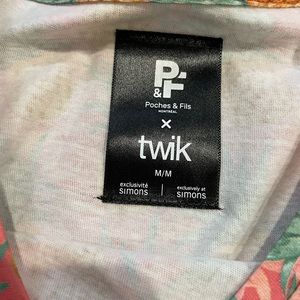 P&F
Poches & Fils
MONTRÉAL
×
twik
M/M
exclusivité
simons
exclusively at
simons